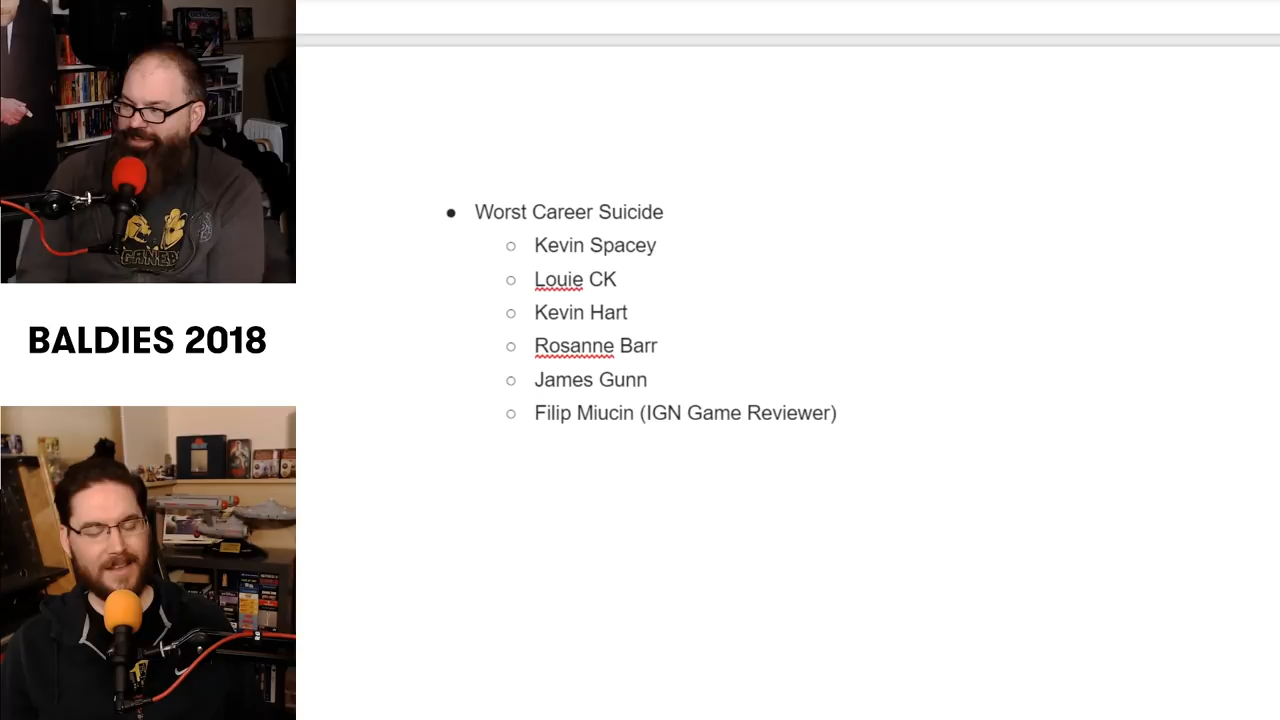 BALDIES 2018
● Worst Career Suicide
○ Kevin Spacey
○ Louie CK
○ Kevin Hart
○ Rosanne Barr
○ James Gunn
○ Filip Miucin (IGN Game Reviewer)